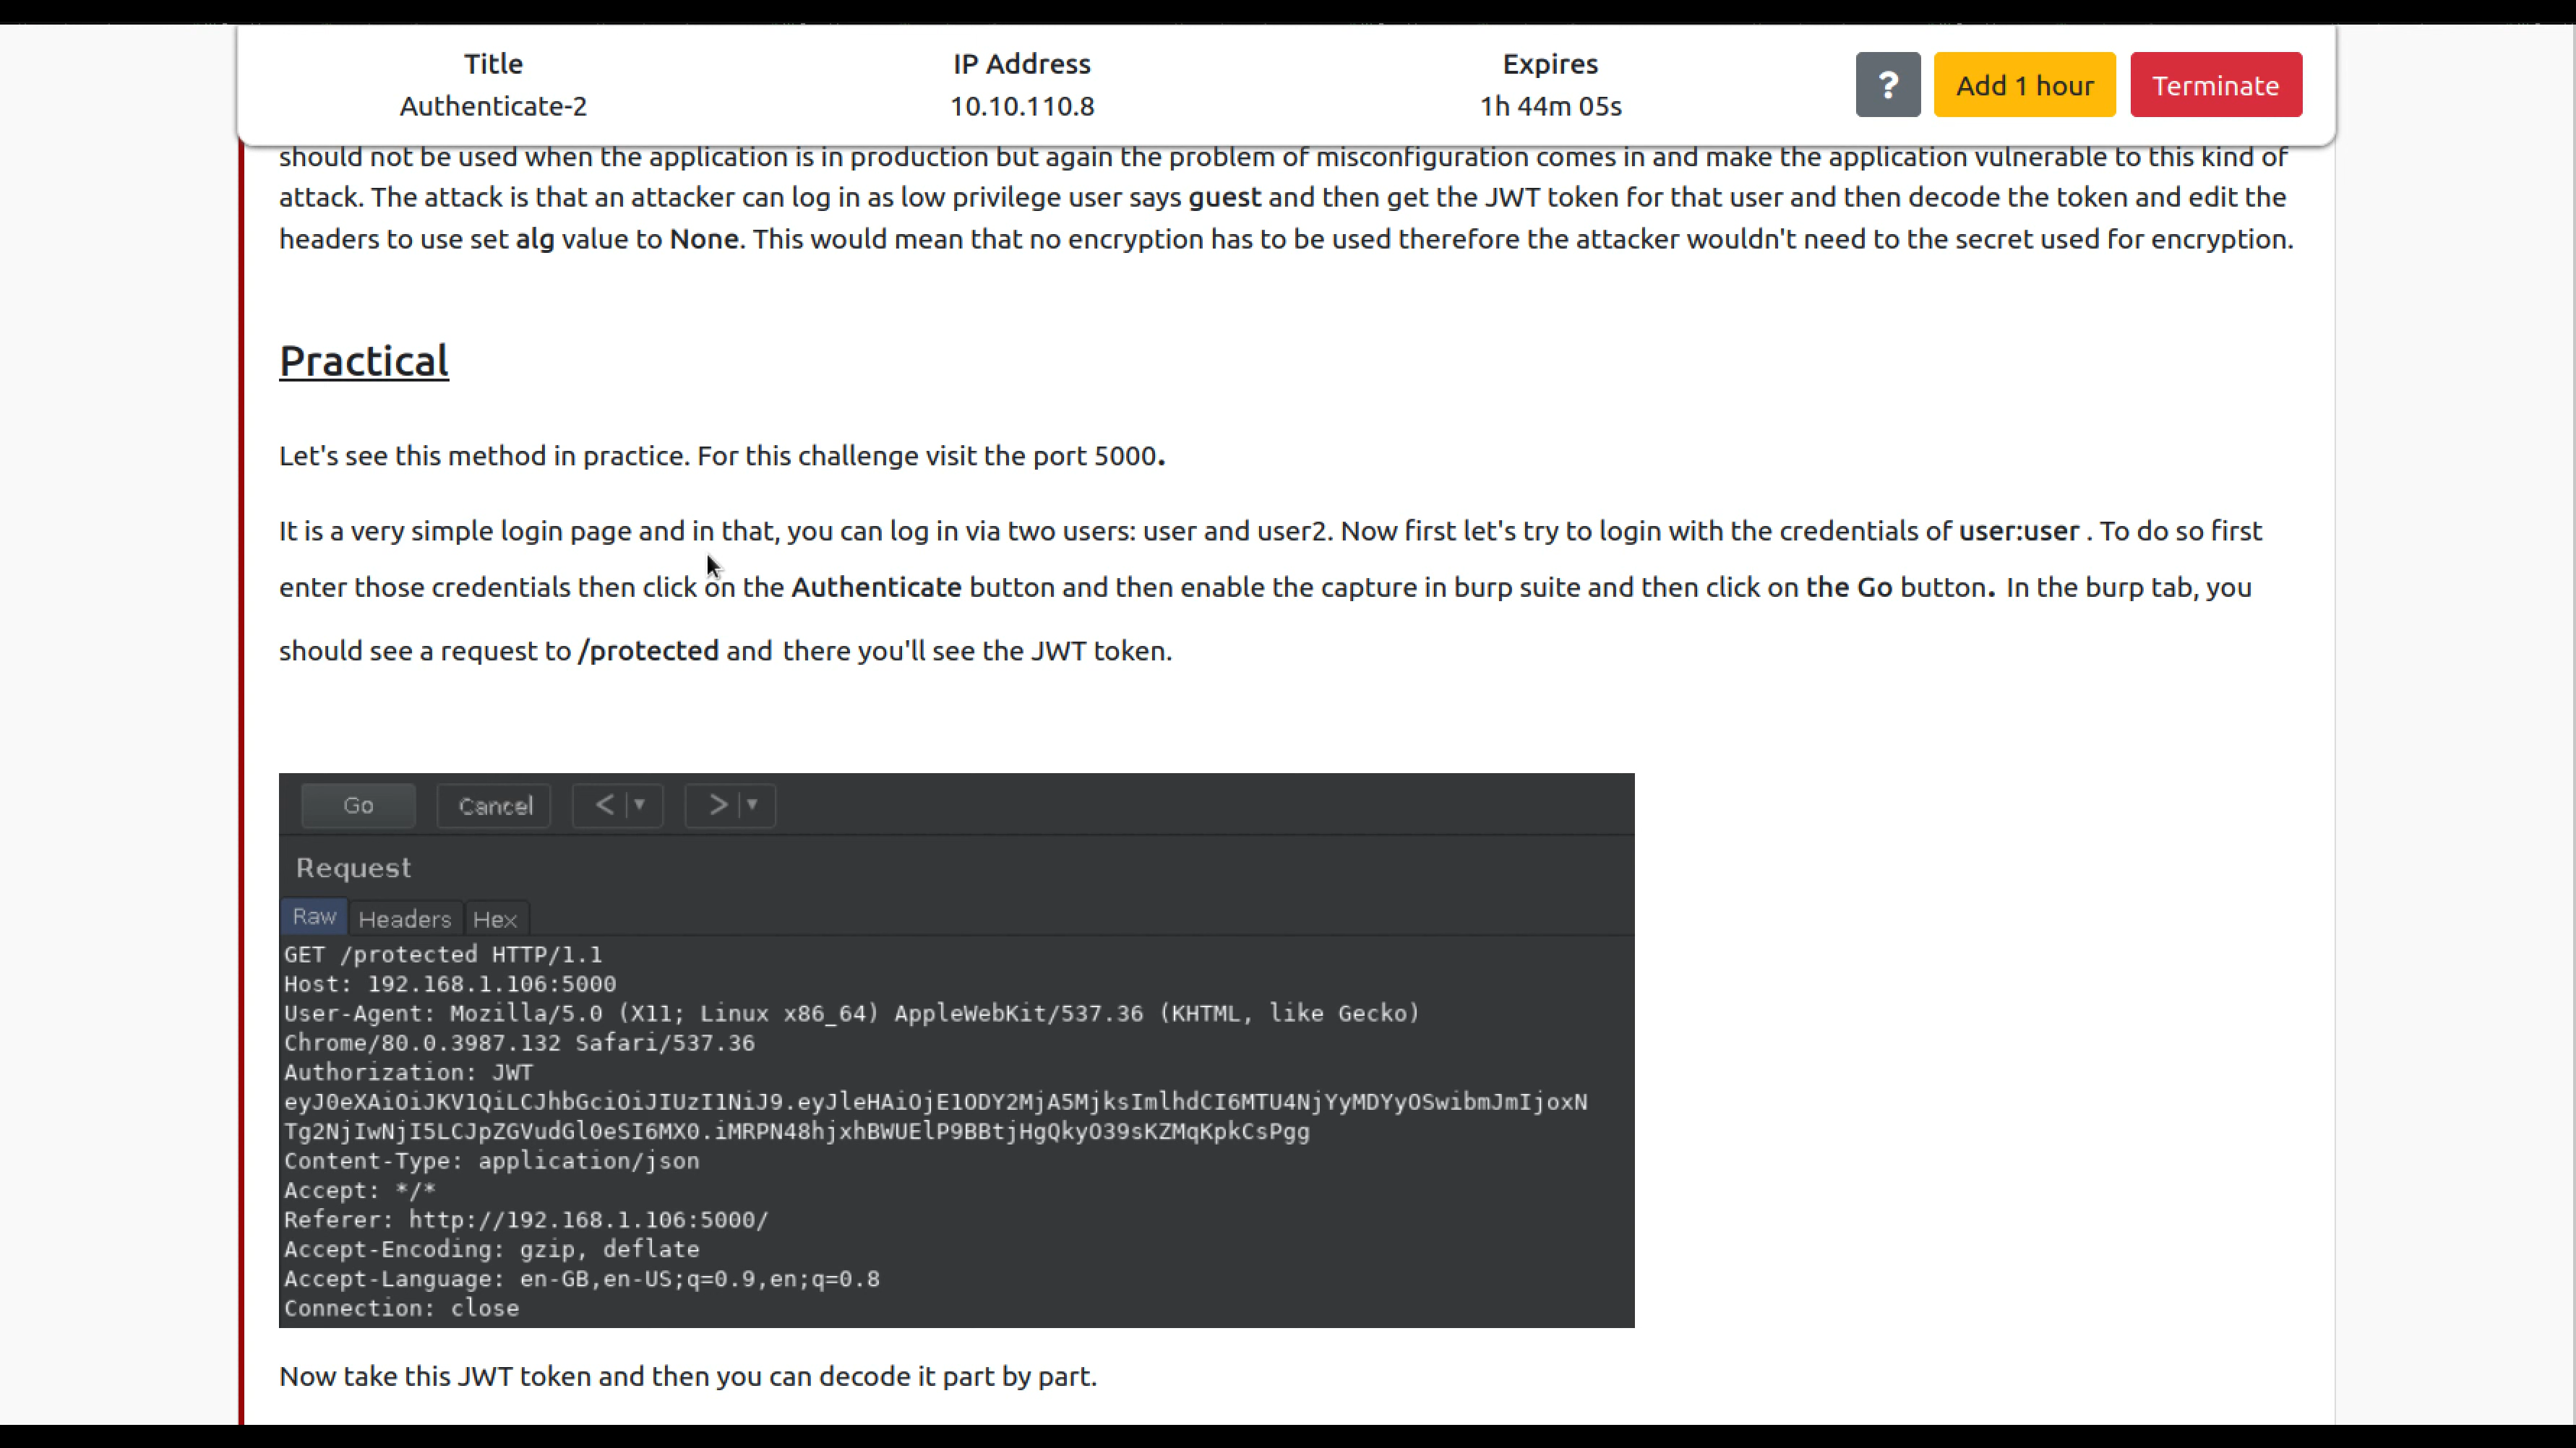 Title
Authenticate-2
IP Address
10.10.110.8
Expires
1h 44m 05s
?
Add 1 hour
Terminate
should not be used when the application is in production but again the problem of misconfiguration comes in and make the application vulnerable to this kind of
attack. The attack is that an attacker can log in as low privilege user says guest and then get the JWT token for that user and then decode the token and edit the
headers to use set alg value to None. This would mean that no encryption has to be used therefore the attacker wouldn't need to the secret used for encryption.
Practical
Let's see this method in practice. For this challenge visit the port 5000.
It is a very simple login page and in that, you can log in via two users: user and user2. Now first let's try to login with the credentials of user:user . To do so first
enter those credentials then click on the Authenticate button and then enable the capture in burp suite and then click on the Go button. In the burp tab, you
should see a request to /protected and there you'll see the JWT token.
Go Cancel < ▼ > ▼
Request
Raw Headers Hex
GET /protected HTTP/1.1
Host: 192.168.1.106:5000
User-Agent: Mozilla/5.0 (X11; Linux x86_64) AppleWebKit/537.36 (KHTML, like Gecko)
Chrome/80.0.3987.132 Safari/537.36
Authorization: JWT
eyJ0eXAiOiJKV1QiLCJhbGciOiJIUzI1NiJ9.eyJleHAiOjE1ODY2MjA5MjksImlhdCI6MTU4NjYyMDYyOSwibmJmIjoxN
Tg2NjIwNjI5LCJpZGVudGl0eSI6MX0.iMRPN48hjxhBWUElP9BBtjHgQkyO39sKZMqKpkCsPgg
Content-Type: application/json
Accept: */*
Referer: http://192.168.1.106:5000/
Accept-Encoding: gzip, deflate
Accept-Language: en-GB,en-US;q=0.9,en;q=0.8
Connection: close
Now take this JWT token and then you can decode it part by part.